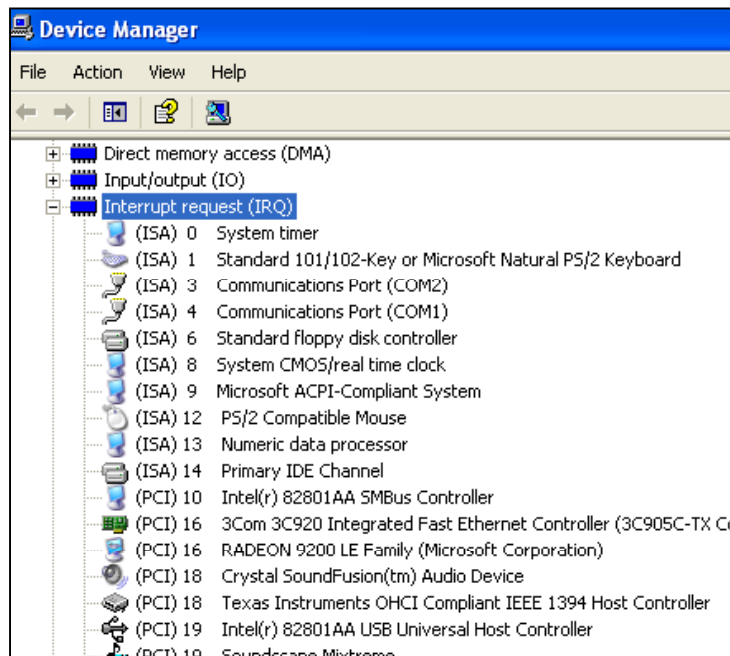 Device Manager
File Action View Help
Direct memory access (DMA)
Input/output (IO)
Interrupt request (IRQ)
(ISA) 0 System timer
(ISA) 1 Standard 101/102-Key or Microsoft Natural PS/2 Keyboard
(ISA) 3 Communications Port (COM2)
(ISA) 4 Communications Port (COM1)
(ISA) 6 Standard floppy disk controller
(ISA) 8 System CMOS/real time clock
(ISA) 9 Microsoft ACPI-Compliant System
(ISA) 12 PS/2 Compatible Mouse
(ISA) 13 Numeric data processor
(ISA) 14 Primary IDE Channel
(PCI) 10 Intel(r) 82801AA SMBus Controller
(PCI) 16 3Com 3C920 Integrated Fast Ethernet Controller (3C905C-TX
(PCI) 16 RADEON 9200 LE Family (Microsoft Corporation)
(PCI) 18 Crystal SoundFusion(tm) Audio Device
(PCI) 18 Texas Instruments OHCI Compliant IEEE 1394 Host Controller
(PCI) 19 Intel(r) 82801AA USB Universal Host Controller
(PCI) 19 Soundscape Mixtreme